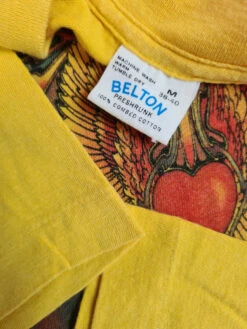 MACHINE WASH
WARM
TUMBLE DRY
M
38-40
BELTON
PRESHRUNK
100% COMBED COTTON